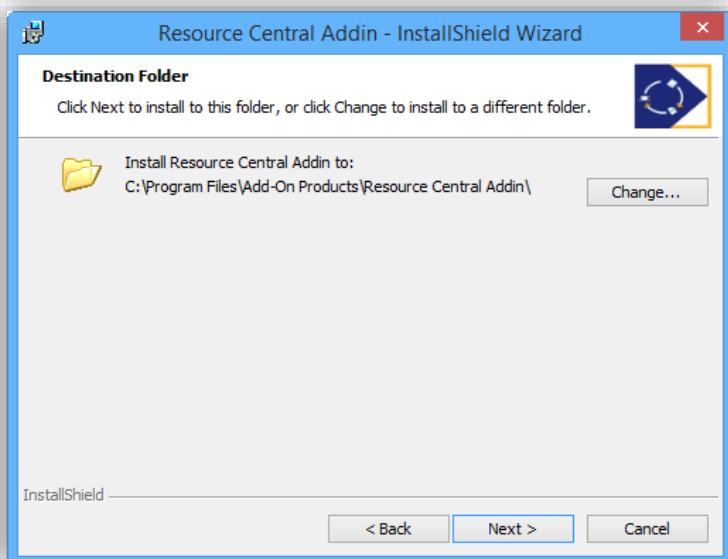 Resource Central Addin - InstallShield Wizard
Destination Folder
Click Next to install to this folder, or click Change to install to a different folder.
Install Resource Central Addin to:
C:\Program Files\Add-On Products\Resource Central Addin\
Change...
InstallShield
< Back
Next >
Cancel